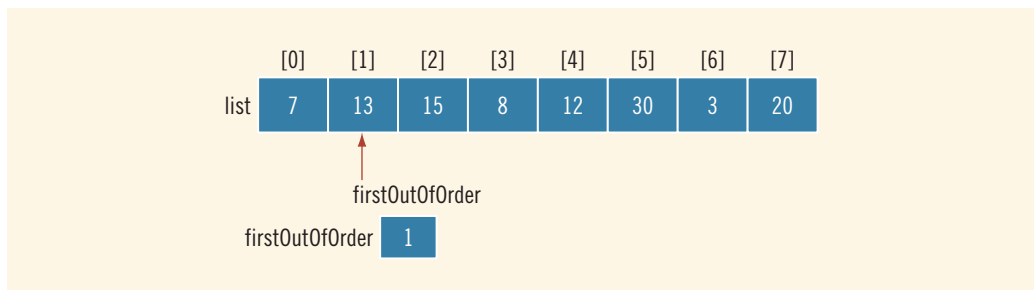 [0] [1] [2] [3] [4] [5] [6] [7]
list 7 13 15 8 12 30 3 20
firstOutOfOrder
firstOutOfOrder 1